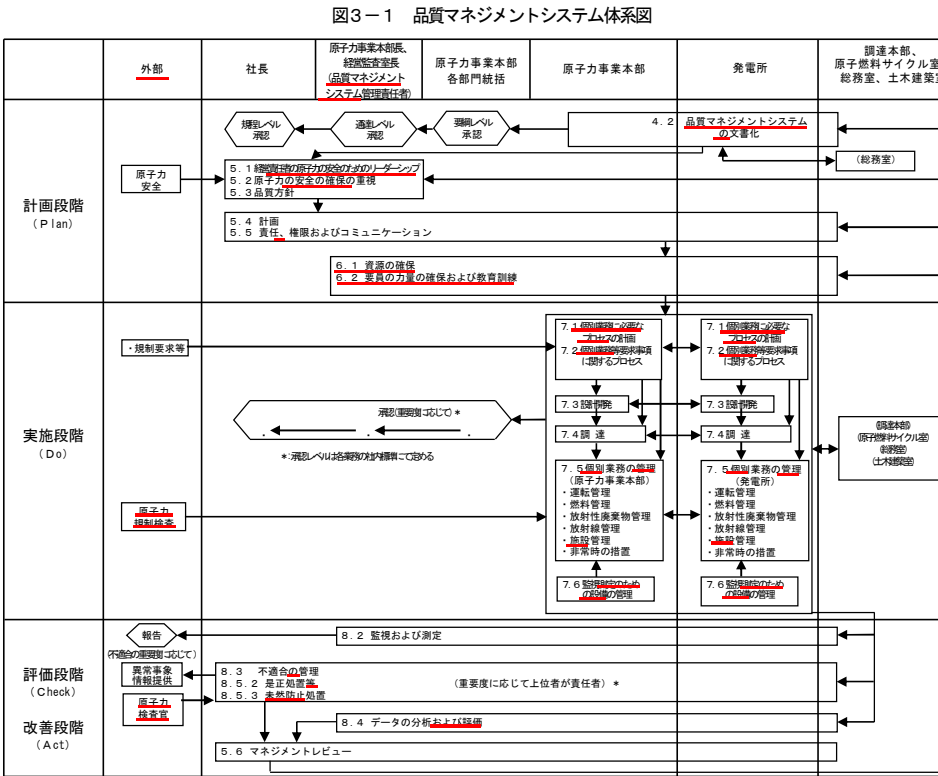 図3－1 品質マネジメントシステム体系図
外部
社長
原子力事業本部長、
経営監査室長
(品質マネジメント
システム管理責任者)
原子力事業本部
各部門統括
原子力事業本部
発電所
調達本部、
原子燃料サイクル室
総務室、土木建築室
計画段階
(Plan)
規程レベル
承認
通達レベル
承認
要綱レベル
承認
4.2 品質マネジメントシステム
の文書化
(総務室)
原子力
安全
5.1経営責任者の原子力の安全のためのリーダーシップ
5.2原子力の安全の確保の重視
5.3品質方針
5.4 計画
5.5 責任、権限およびコミュニケーション
6.1 資源の確保
6.2 要員の力量の確保および教育訓練
実施段階
(Do)
・規制要求等
7.1個別業務に必要な
プロセスの計画
7.2個別業務等要求事項
に関するプロセス
7.1個別業務に必要な
プロセスの計画
7.2個別業務等要求事項
に関するプロセス
7.3設計開発
7.3設計開発
承認(重要度に応じて)*
7.4調 達
7.4調 達
*:承認レベルは各業務の社内標準にて定める
(調達本部)
(原子燃料サイクル室)
(総務室)
(土木建築室)
7.5個別業務の管理
(原子力事業本部)
・運転管理
・燃料管理
・放射性廃棄物管理
・放射線管理
・施設管理
・非常時の措置
7.5個別業務の管理
(発電所)
・運転管理
・燃料管理
・放射性廃棄物管理
・放射線管理
・施設管理
・非常時の措置
原子力
規制検査
7.6監視測定のため
の設備の管理
7.6監視測定のため
の設備の管理
評価段階
(Check)
改善段階
(Act)
報告
(不適合の重要度に応じて)
8.2 監視および測定
異常事象
情報提供
8.3 不適合の管理
8.5.2 是正処置等
8.5.3 未然防止処置
(重要度に応じて上位者が責任者)*
原子力
検査官
8.4 データの分析および評価
5.6 マネジメントレビュー